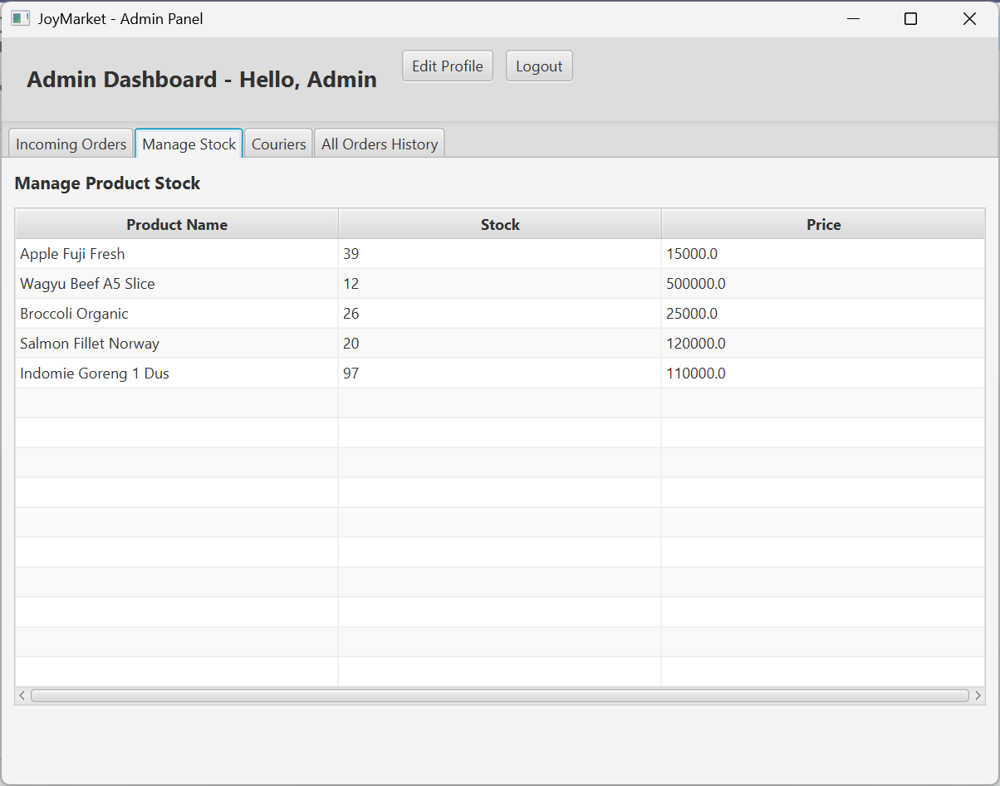 JoyMarket - Admin Panel
Admin Dashboard - Hello, Admin
Edit Profile
Logout
Incoming Orders
Manage Stock
Couriers
All Orders History
Manage Product Stock
Product Name Stock Price
Apple Fuji Fresh 39 15000.0
Wagyu Beef A5 Slice 12 500000.0
Broccoli Organic 26 25000.0
Salmon Fillet Norway 20 120000.0
Indomie Goreng 1 Dus 97 110000.0